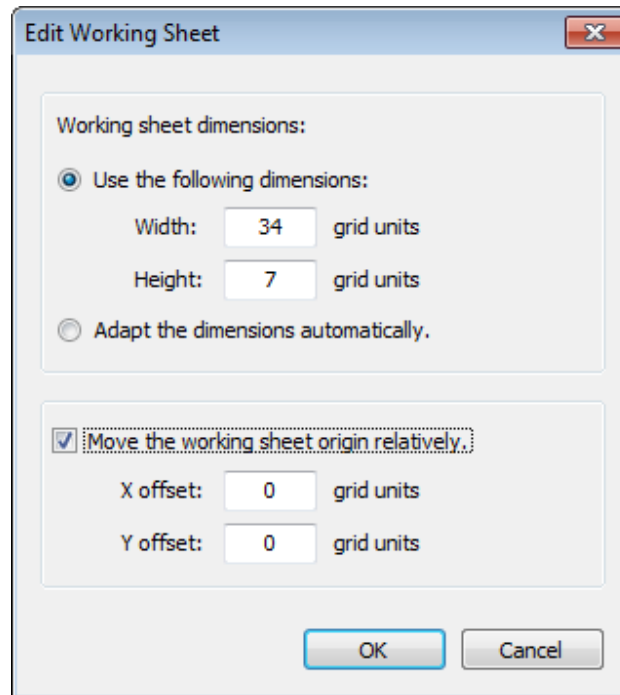 Edit Working Sheet
Working sheet dimensions:
Use the following dimensions:
Width: 34 grid units
Height: 7 grid units
Adapt the dimensions automatically.
Move the working sheet origin relatively.
X offset: 0 grid units
Y offset: 0 grid units
OK Cancel